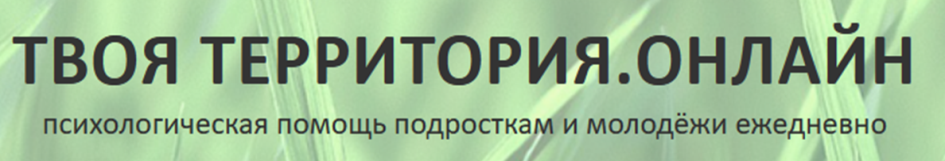 ТВОЯ ТЕРРИТОРИЯ.ОНЛАЙН
психологическая помощь подросткам и молодёжи ежедневно